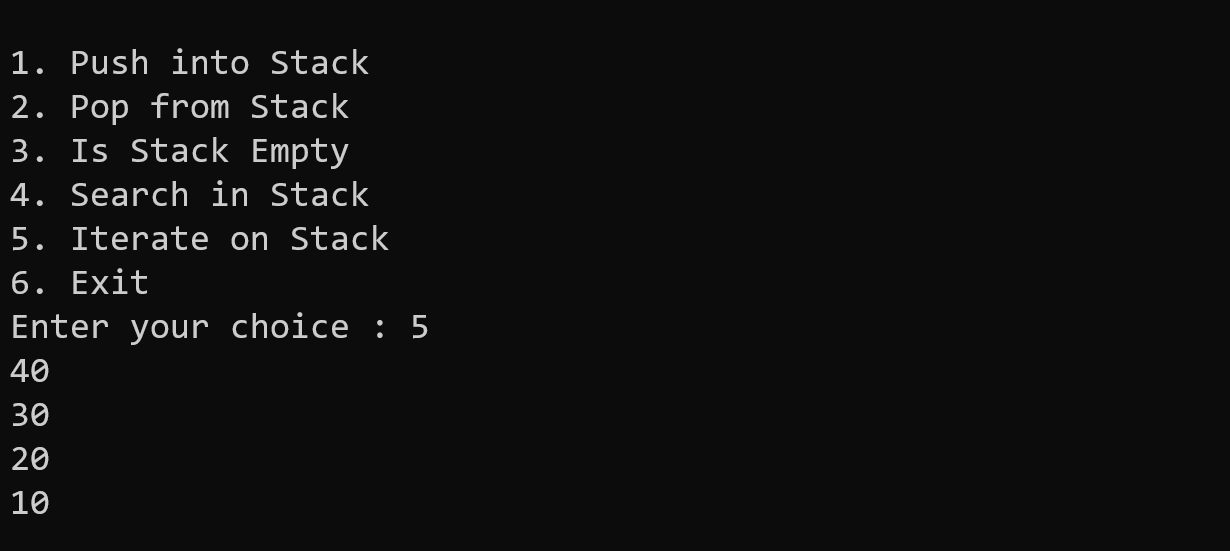 1. Push into Stack
2. Pop from Stack
3. Is Stack Empty
4. Search in Stack
5. Iterate on Stack
6. Exit
Enter your choice : 5
40
30
20
10